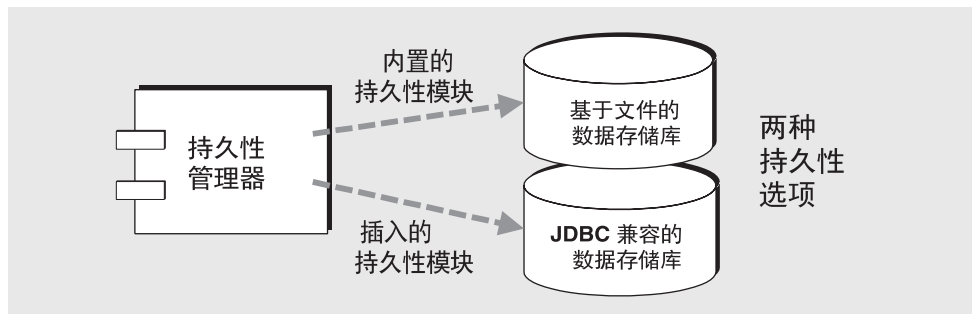 内置的
持久性模块
持久性
管理器
插入的
持久性模块
基于文件的
数据存储库
JDBC 兼容的
数据存储库
两种
持久性
选项